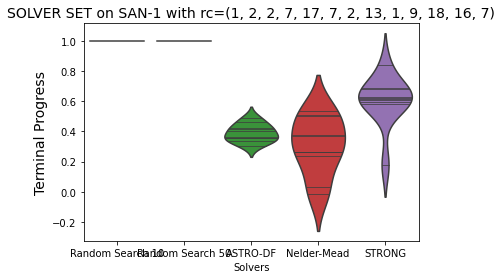 SOLVER SET on SAN-1 with rc=(1, 2, 2, 7, 17, 7, 2, 13, 1, 9, 18, 16, 7)
Terminal Progress
1.0
0.8
0.6
0.4
0.2
0.0
−0.2
Random Search 10 Random Search 50 ASTRO-DF Nelder-Mead STRONG
Solvers